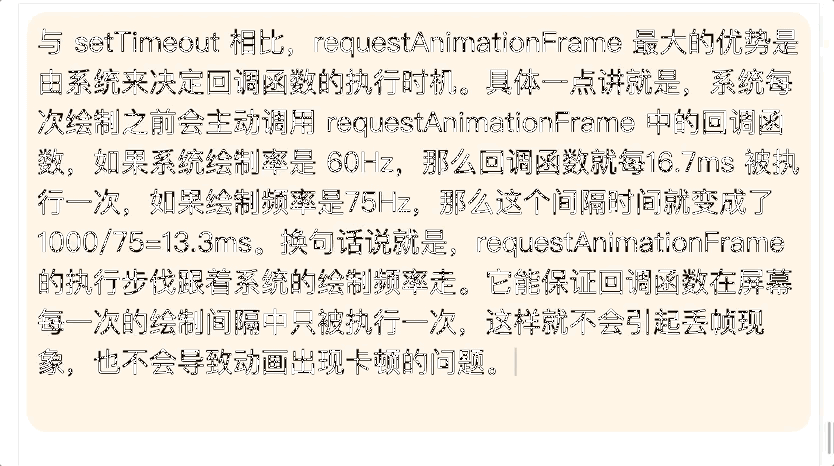 与 setTimeout 相比，requestAnimationFrame 最大的优势是
由系统来决定回调函数的执行时机。具体一点讲就是，系统每
次绘制之前会主动调用 requestAnimationFrame 中的回调函
数，如果系统绘制率是 60Hz，那么回调函数就每16.7ms 被执
行一次，如果绘制频率是75Hz，那么这个间隔时间就变成了
1000/75=13.3ms。换句话说就是，requestAnimationFrame
的执行步伐跟着系统的绘制频率走。它能保证回调函数在屏幕
每一次的绘制间隔中只被执行一次，这样就不会引起丢帧现
象，也不会导致动画出现卡顿的问题。